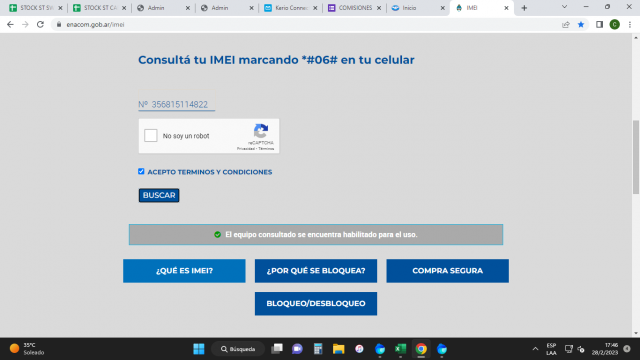 STOCK ST SV
STOCK ST CA
Admin
Admin
Kerio Connec
COMISIONES
Inicio
IMEI
enacom.gob.ar/imei
C
Consultá tu IMEI marcando *#06# en tu celular
Nº 356815114822
No soy un robot
reCAPTCHA
Privacidad - Términos
ACEPTO TERMINOS Y CONDICIONES
BUSCAR
El equipo consultado se encuentra habilitado para el uso.
¿QUÉ ES IMEI?
¿POR QUÉ SE BLOQUEA?
COMPRA SEGURA
BLOQUEO/DESBLOQUEO
35°C
Soleado
Búsqueda
ESP
LAA
17:46
28/2/2023